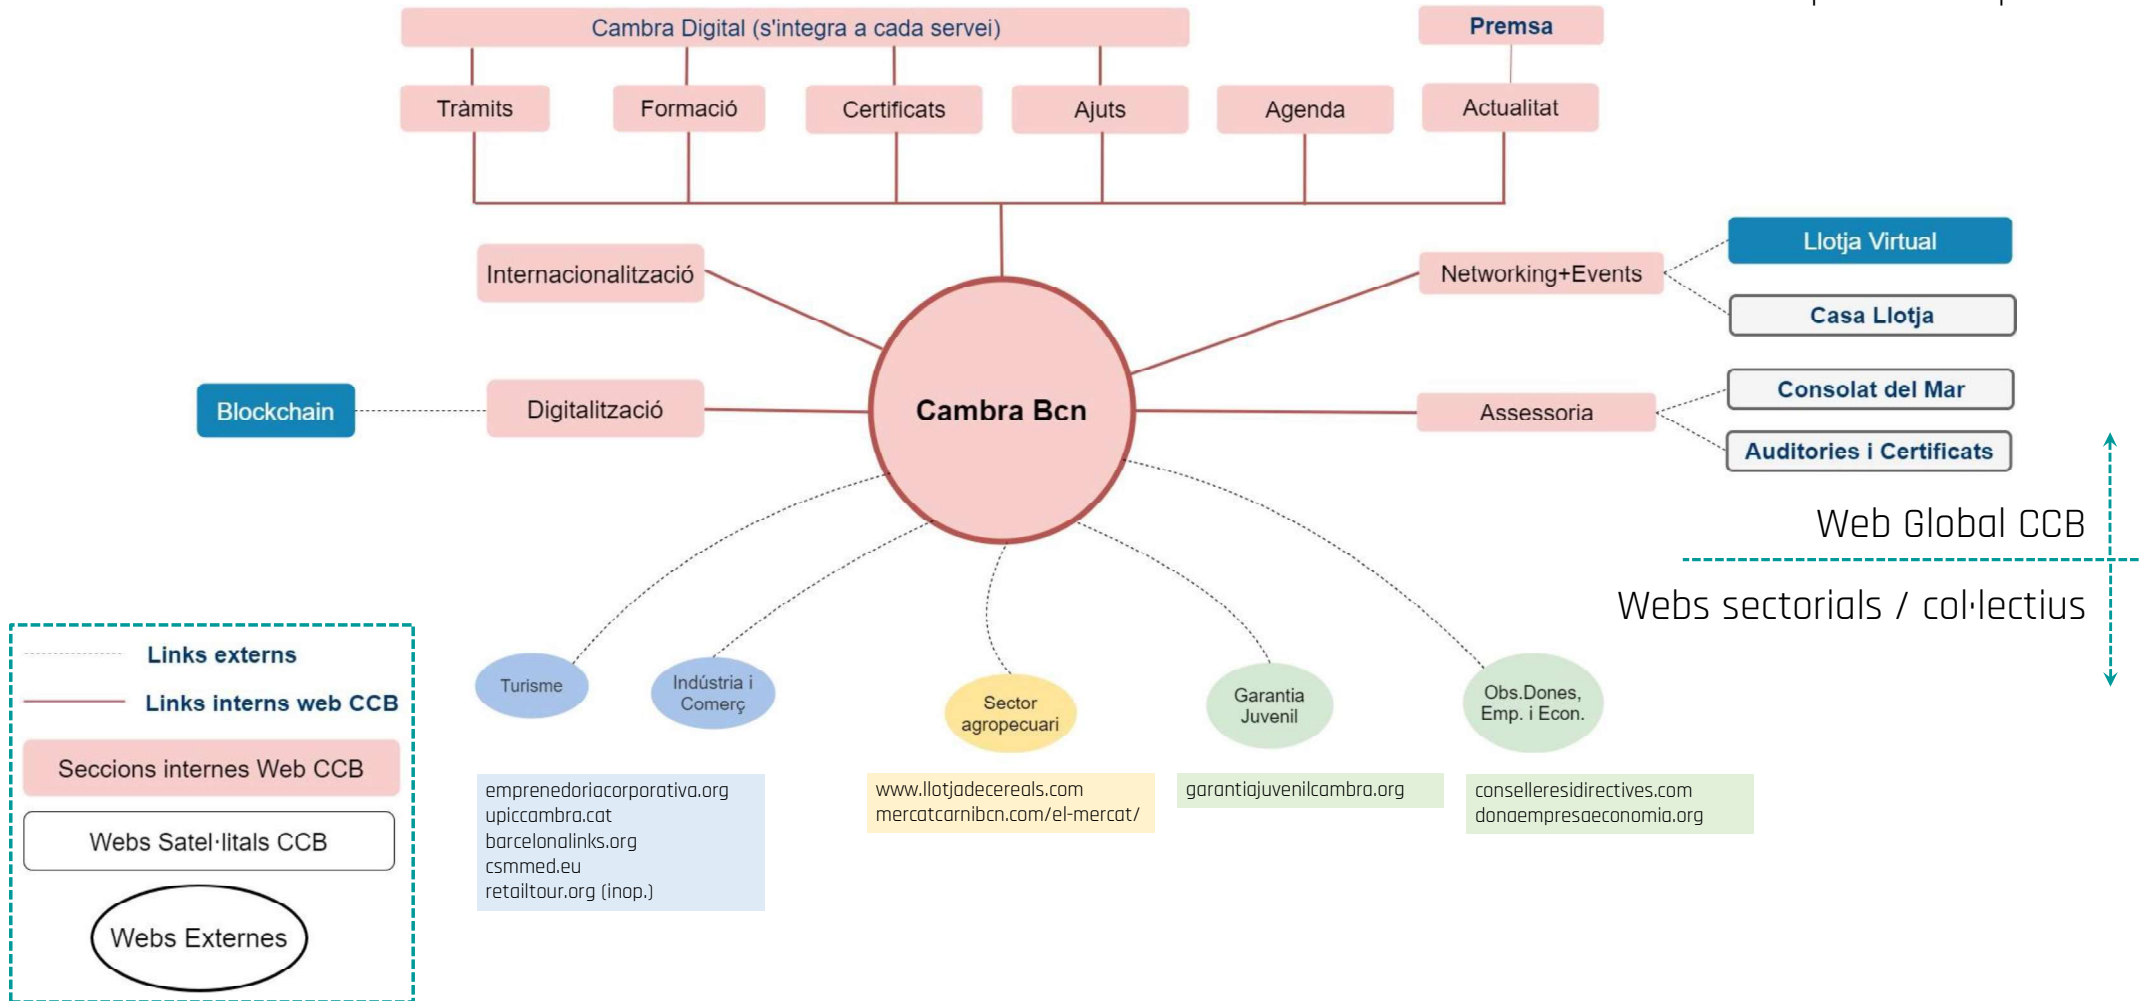 Cambra Digital (s'integra a cada servei)
Premsa
Tràmits
Formació
Certificats
Ajuts
Agenda
Actualitat
Internacionalització
Networking+Events
Llotja Virtual
Casa Llotja
Blockchain
Digitalització
Cambra Bcn
Assessoria
Consolat del Mar
Auditories i Certificats
Web Global CCB
Webs sectorials / col·lectius
Links externs
Links interns web CCB
Seccions internes Web CCB
Webs Satel·litals CCB
Webs Externes
Turisme
Indústria i
Comerç
Sector
agropecuari
Garantia
Juvenil
Obs.Dones,
Emp. i Econ.
emprenedoriacorporativa.org
upiccambra.cat
barcelonalinks.org
csmmed.eu
retailtour.org (inop.)
www.llotjadecereals.com
mercatcarnibcn.com/el-mercat/
garantiajuvenilcambra.org
conselleresidirectives.com
donaempresaeconomia.org